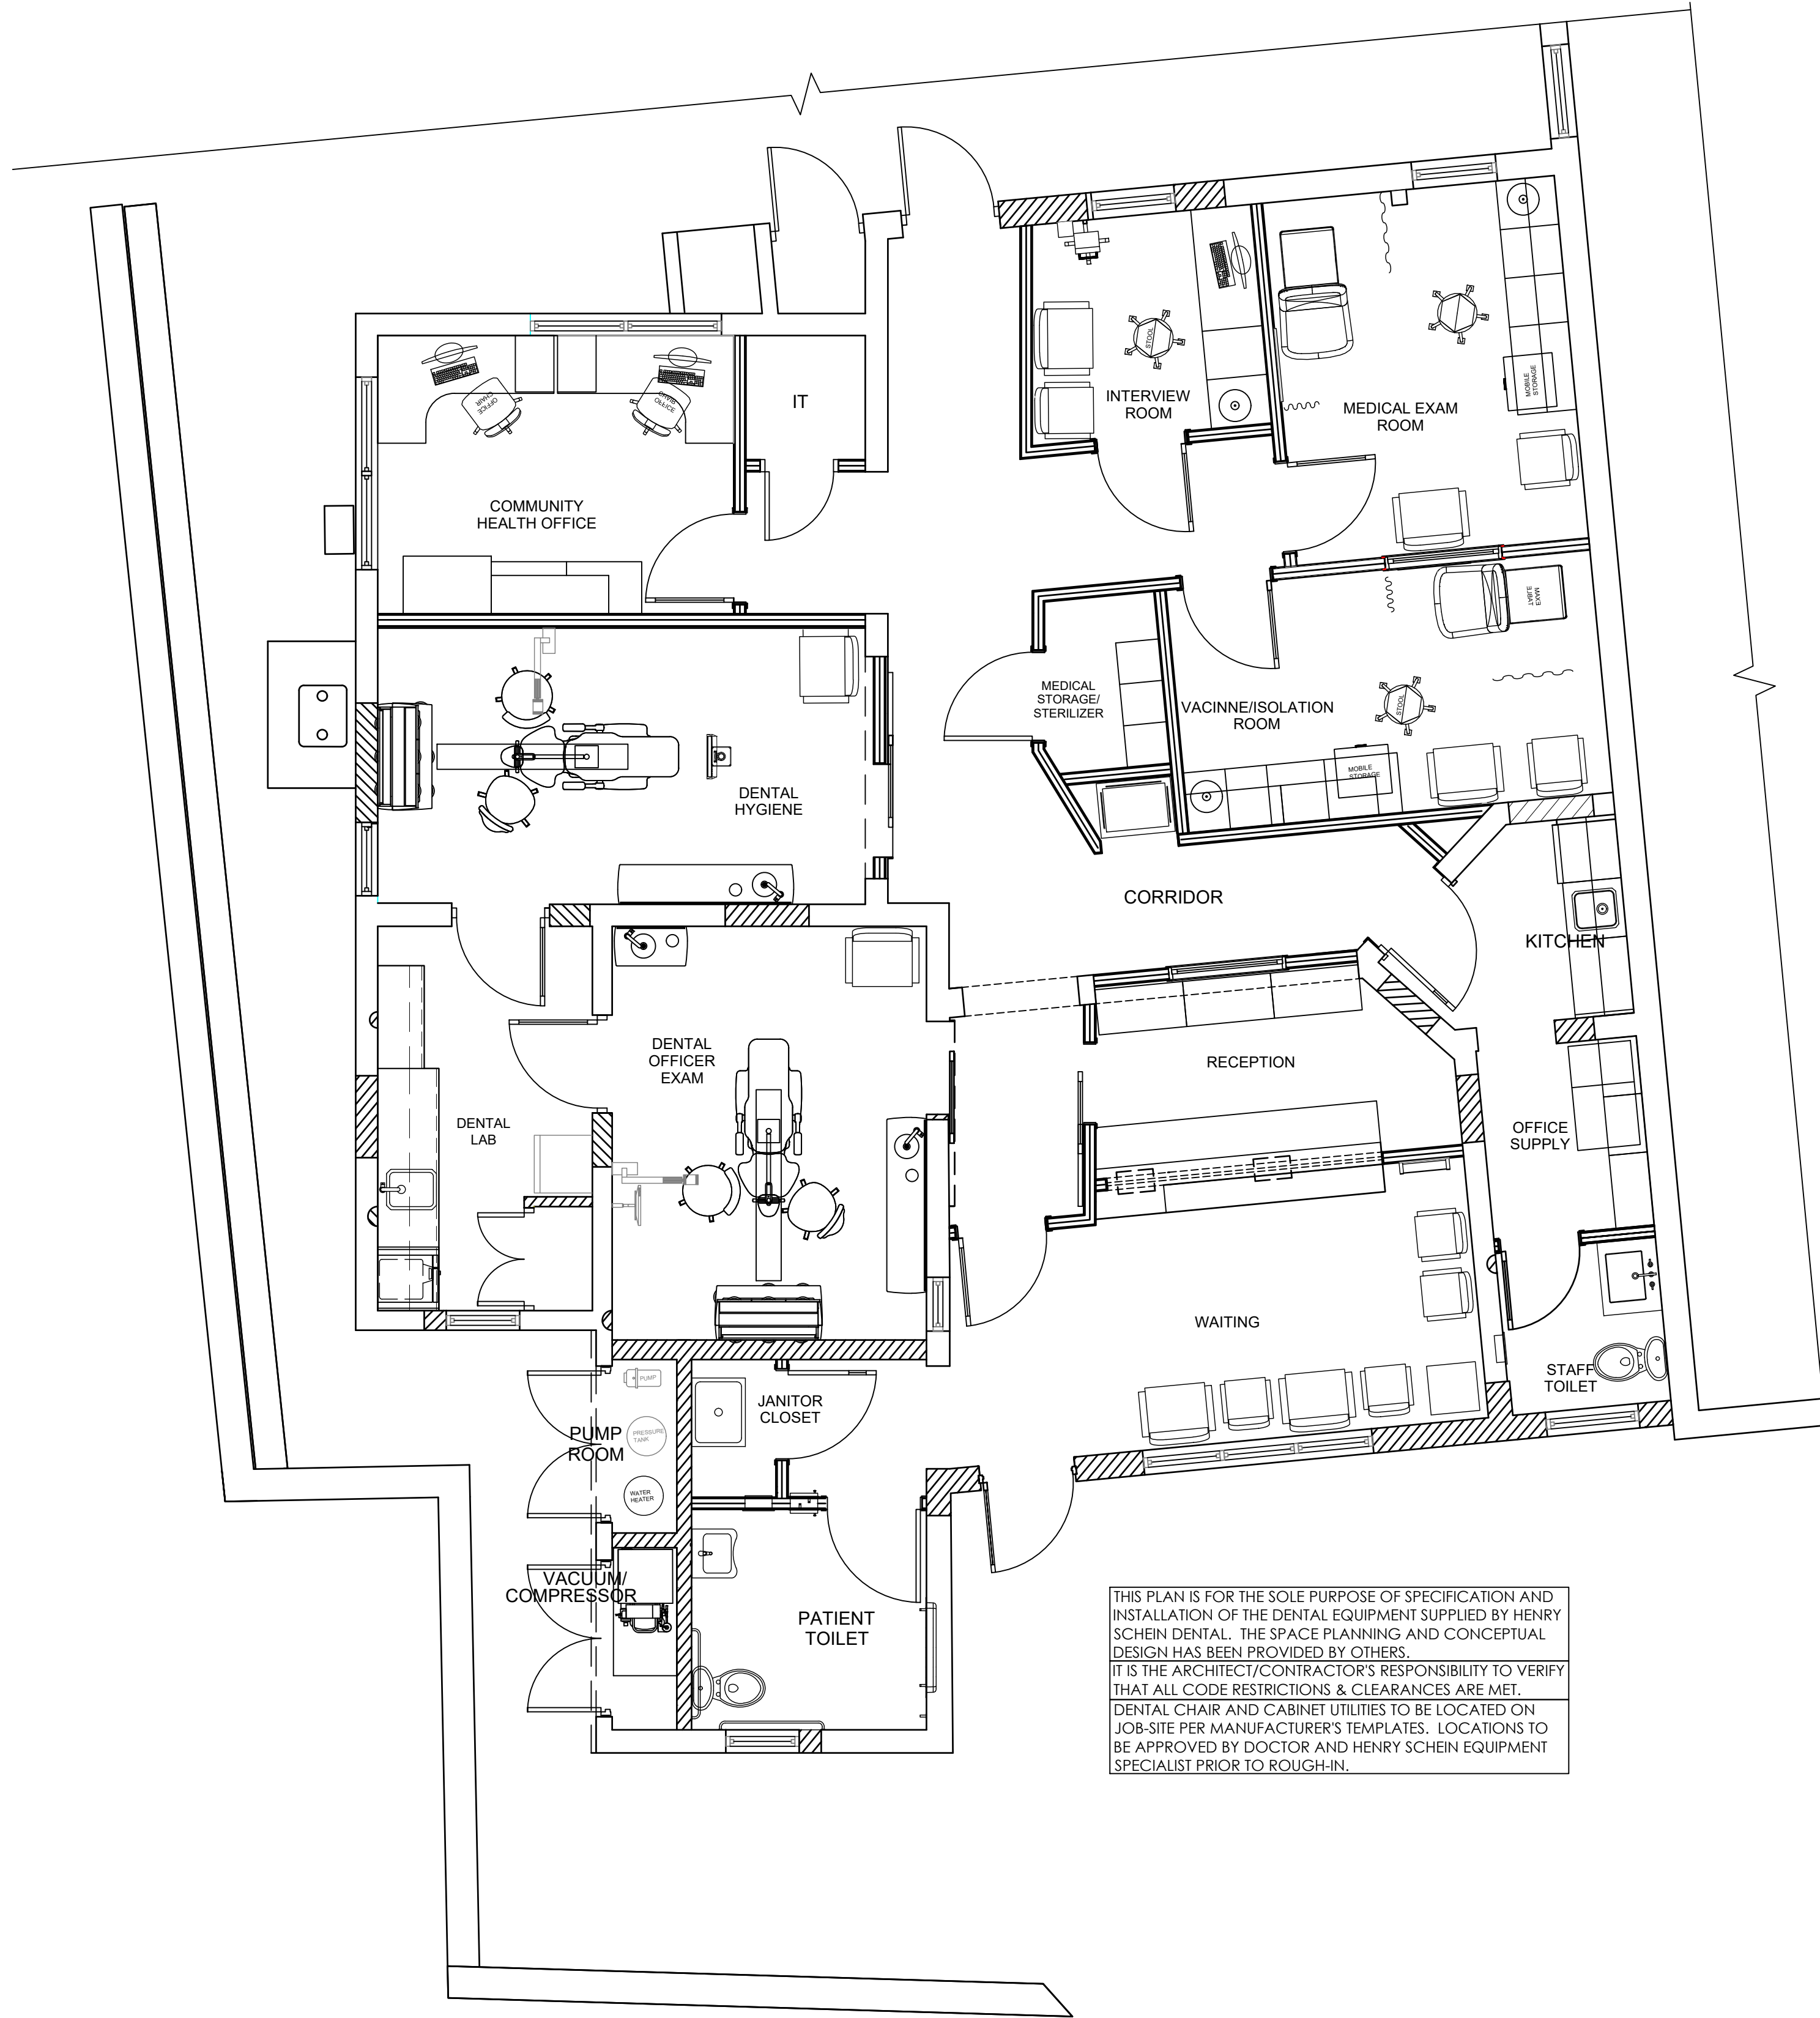 IT
OFFICE
CHAIR
OFFICE
CHAIR
COMMUNITY
HEALTH OFFICE
STOOL
INTERVIEW
ROOM
MOBILE
STORAGE
MEDICAL EXAM
ROOM
EXAM
TABLE
MEDICAL
STORAGE/
STERILIZER
VACINNE/ISOLATION
ROOM
STOOL
MOBILE
STORAGE
DENTAL
HYGIENE
CORRIDOR
KITCHEN
DENTAL
OFFICER
EXAM
RECEPTION
DENTAL
LAB
OFFICE
SUPPLY
WAITING
STAFF
TOILET
PUMP
JANITOR
CLOSET
PUMP
ROOM
PRESSURE
TANK
WATER
HEATER
VACUUM/
COMPRESSOR
PATIENT
TOILET
THIS PLAN IS FOR THE SOLE PURPOSE OF SPECIFICATION AND
INSTALLATION OF THE DENTAL EQUIPMENT SUPPLIED BY HENRY
SCHEIN DENTAL.  THE SPACE PLANNING AND CONCEPTUAL
DESIGN HAS BEEN PROVIDED BY OTHERS.
IT IS THE ARCHITECT/CONTRACTOR'S RESPONSIBILITY TO VERIFY
THAT ALL CODE RESTRICTIONS & CLEARANCES ARE MET.
DENTAL CHAIR AND CABINET UTILITIES TO BE LOCATED ON
JOB-SITE PER MANUFACTURER'S TEMPLATES.  LOCATIONS TO
BE APPROVED BY DOCTOR AND HENRY SCHEIN EQUIPMENT
SPECIALIST PRIOR TO ROUGH-IN.